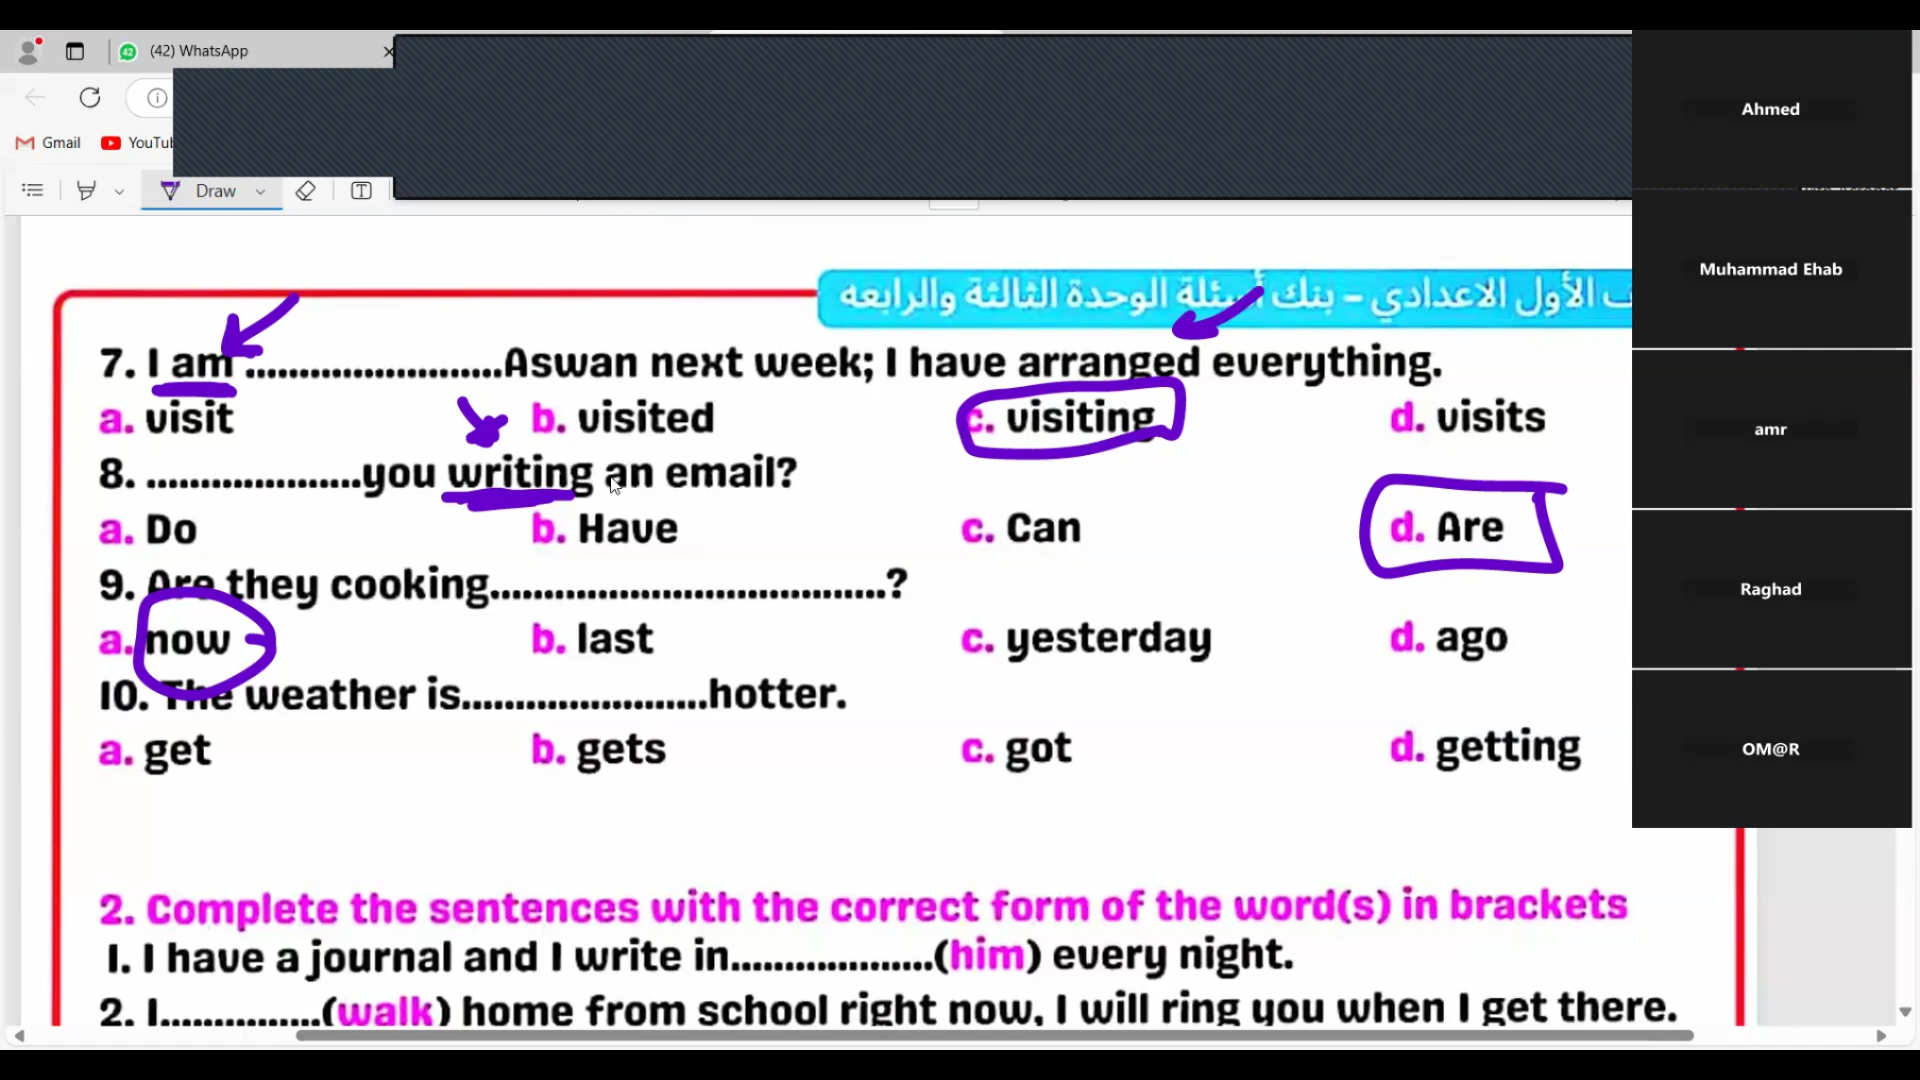 (42) WhatsApp
Gmail YouTub
Draw
الأول الاعدادي – بنك أسئلة الوحدة الثالثة والرابعه
7. I am ........................Aswan next week; I have arranged everything.
a. visit b. visited c. visiting d. visits
8. ....................you writing an email?
a. Do b. Have c. Can d. Are
9. Are they cooking.....................................?
a. now b. last c. yesterday d. ago
10. The weather is.......................hotter.
a. get b. gets c. got d. getting
2. Complete the sentences with the correct form of the word(s) in brackets
1. I have a journal and I write in...................(him) every night.
2. I...............(walk) home from school right now, I will ring you when I get there.
Ahmed
Muhammad Ehab
amr
Raghad
OM@R